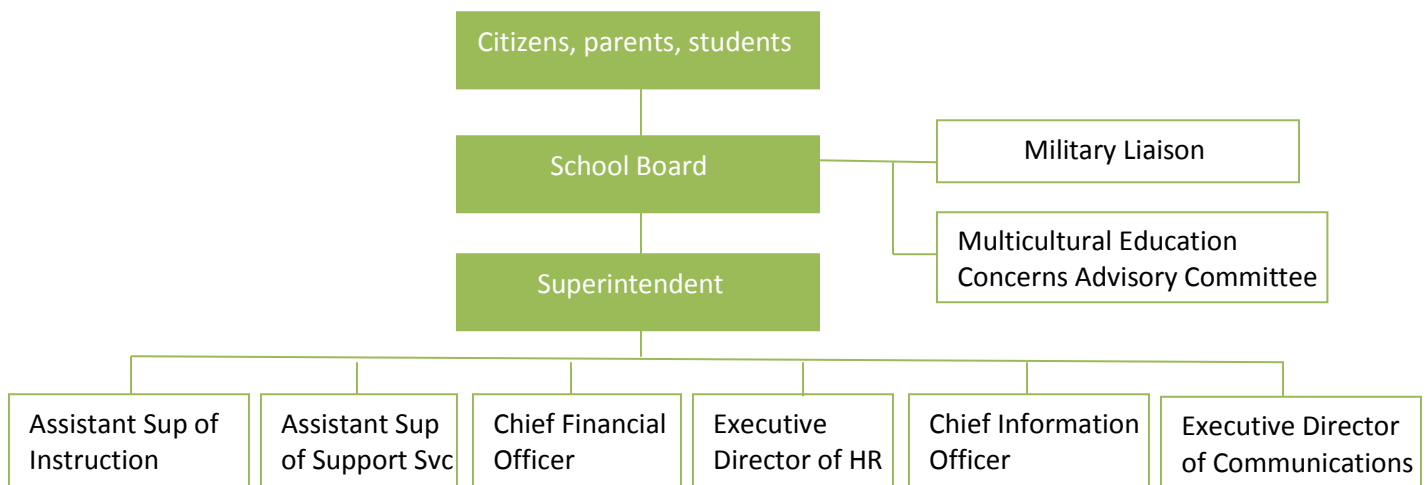 Citizens, parents, students
School Board
Military Liaison
Multicultural Education
Concerns Advisory Committee
Superintendent
Assistant Sup of
Instruction
Assistant Sup
of Support Svc
Chief Financial
Officer
Executive
Director of HR
Chief Information
Officer
Executive Director
of Communications